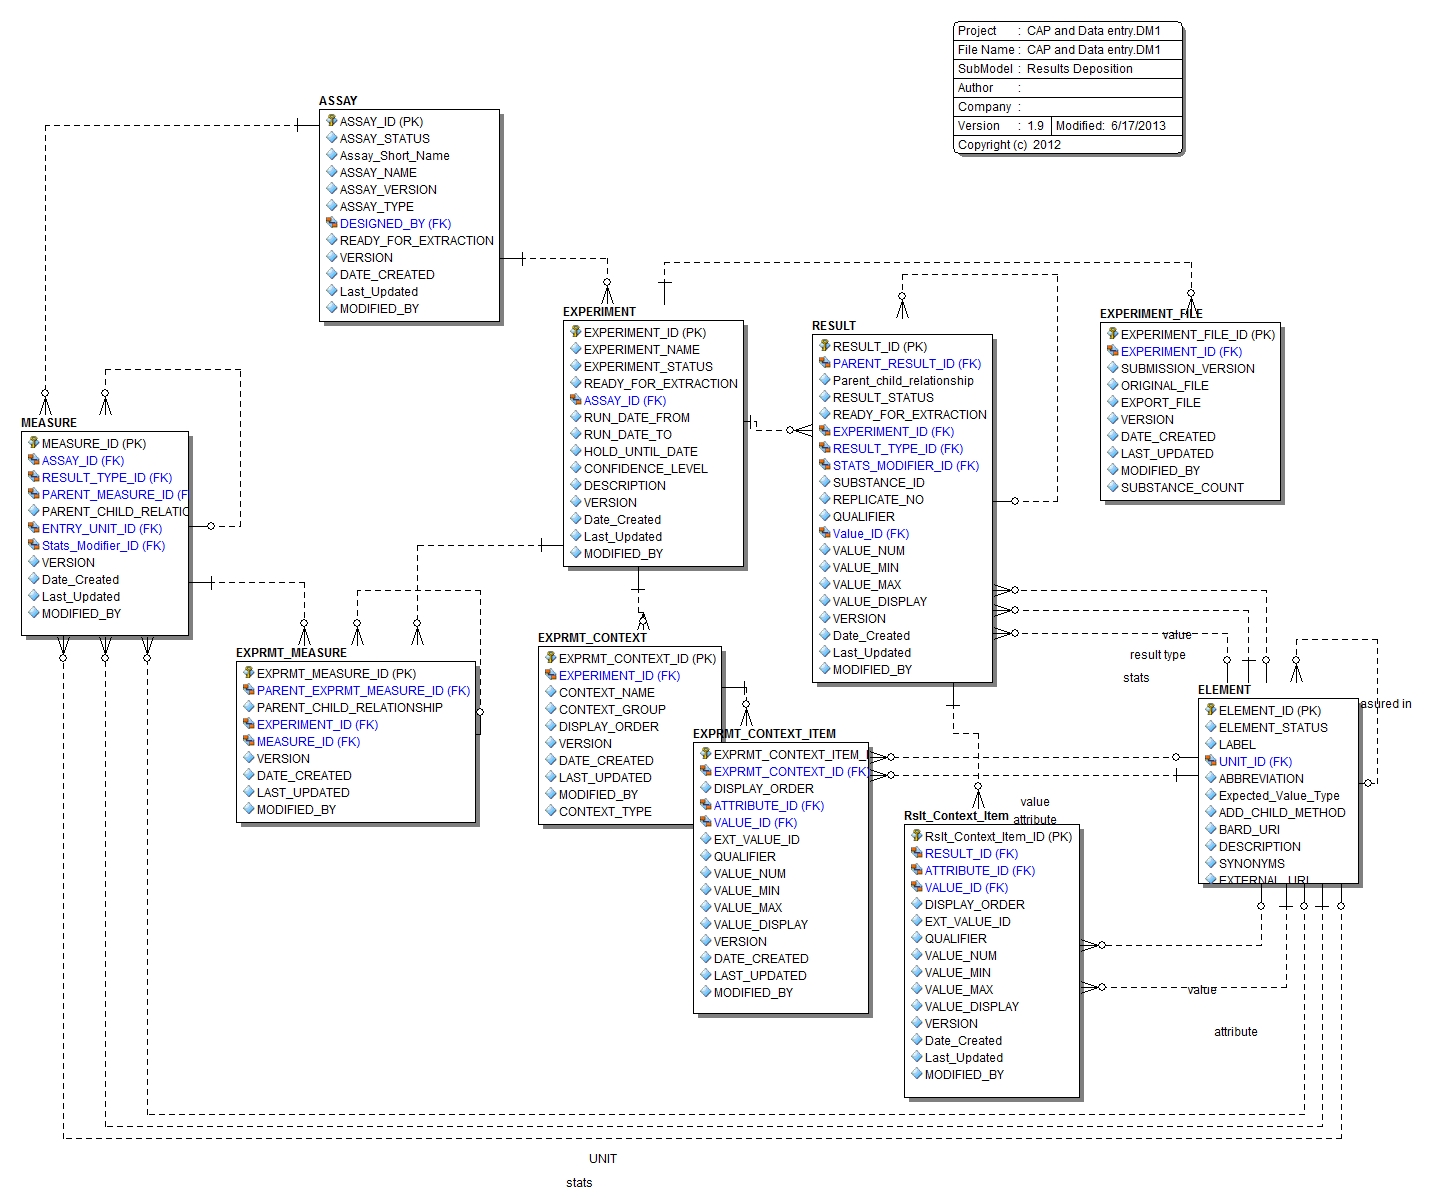 Project : CAP and Data entry.DM1
File Name : CAP and Data entry.DM1
SubModel : Results Deposition
Author :
Company :
Version : 1.9 Modified: 6/17/2013
Copyright (c) 2012
ASSAY
ASSAY_ID (PK)
ASSAY_STATUS
Assay_Short_Name
ASSAY_NAME
ASSAY_VERSION
ASSAY_TYPE
DESIGNED_BY (FK)
READY_FOR_EXTRACTION
VERSION
DATE_CREATED
Last_Updated
MODIFIED_BY
EXPERIMENT
EXPERIMENT_ID (PK)
EXPERIMENT_NAME
EXPERIMENT_STATUS
READY_FOR_EXTRACTION
ASSAY_ID (FK)
RUN_DATE_FROM
RUN_DATE_TO
HOLD_UNTIL_DATE
CONFIDENCE_LEVEL
DESCRIPTION
VERSION
Date_Created
Last_Updated
MODIFIED_BY
RESULT
RESULT_ID (PK)
PARENT_RESULT_ID (FK)
Parent_child_relationship
RESULT_STATUS
READY_FOR_EXTRACTION
EXPERIMENT_ID (FK)
RESULT_TYPE_ID (FK)
STATS_MODIFIER_ID (FK)
SUBSTANCE_ID
REPLICATE_NO
QUALIFIER
Value_ID (FK)
VALUE_NUM
VALUE_MIN
VALUE_MAX
VALUE_DISPLAY
VERSION
Date_Created
Last_Updated
MODIFIED_BY
EXPERIMENT_FILE
EXPERIMENT_FILE_ID (PK)
EXPERIMENT_ID (FK)
SUBMISSION_VERSION
ORIGINAL_FILE
EXPORT_FILE
VERSION
DATE_CREATED
LAST_UPDATED
MODIFIED_BY
SUBSTANCE_COUNT
MEASURE
MEASURE_ID (PK)
ASSAY_ID (FK)
RESULT_TYPE_ID (FK)
PARENT_MEASURE_ID (F
PARENT_CHILD_RELATIO
ENTRY_UNIT_ID (FK)
Stats_Modifier_ID (FK)
VERSION
Date_Created
Last_Updated
MODIFIED_BY
EXPRMT_MEASURE
EXPRMT_MEASURE_ID (PK)
PARENT_EXPRMT_MEASURE_ID (FK)
PARENT_CHILD_RELATIONSHIP
EXPERIMENT_ID (FK)
MEASURE_ID (FK)
VERSION
DATE_CREATED
LAST_UPDATED
MODIFIED_BY
EXPRMT_CONTEXT
EXPRMT_CONTEXT_ID (PK)
EXPERIMENT_ID (FK)
CONTEXT_NAME
CONTEXT_GROUP
DISPLAY_ORDER
VERSION
DATE_CREATED
LAST_UPDATED
MODIFIED_BY
CONTEXT_TYPE
EXPRMT_CONTEXT_ITEM
EXPRMT_CONTEXT_ITEM_I
EXPRMT_CONTEXT_ID (FK)
DISPLAY_ORDER
ATTRIBUTE_ID (FK)
VALUE_ID (FK)
EXT_VALUE_ID
QUALIFIER
VALUE_NUM
VALUE_MIN
VALUE_MAX
VALUE_DISPLAY
VERSION
DATE_CREATED
LAST_UPDATED
MODIFIED_BY
value
result type
stats
ELEMENT
ELEMENT_ID (PK)
ELEMENT_STATUS
LABEL
UNIT_ID (FK)
ABBREVIATION
Expected_Value_Type
ADD_CHILD_METHOD
BARD_URI
DESCRIPTION
SYNONYMS
EXTERNAL_URL
asured in
value
attribute
Rslt_Context_Item
Rslt_Context_Item_ID (PK)
RESULT_ID (FK)
ATTRIBUTE_ID (FK)
VALUE_ID (FK)
DISPLAY_ORDER
EXT_VALUE_ID
QUALIFIER
VALUE_NUM
VALUE_MIN
VALUE_MAX
VALUE_DISPLAY
VERSION
Date_Created
Last_Updated
MODIFIED_BY
value
attribute
UNIT
stats